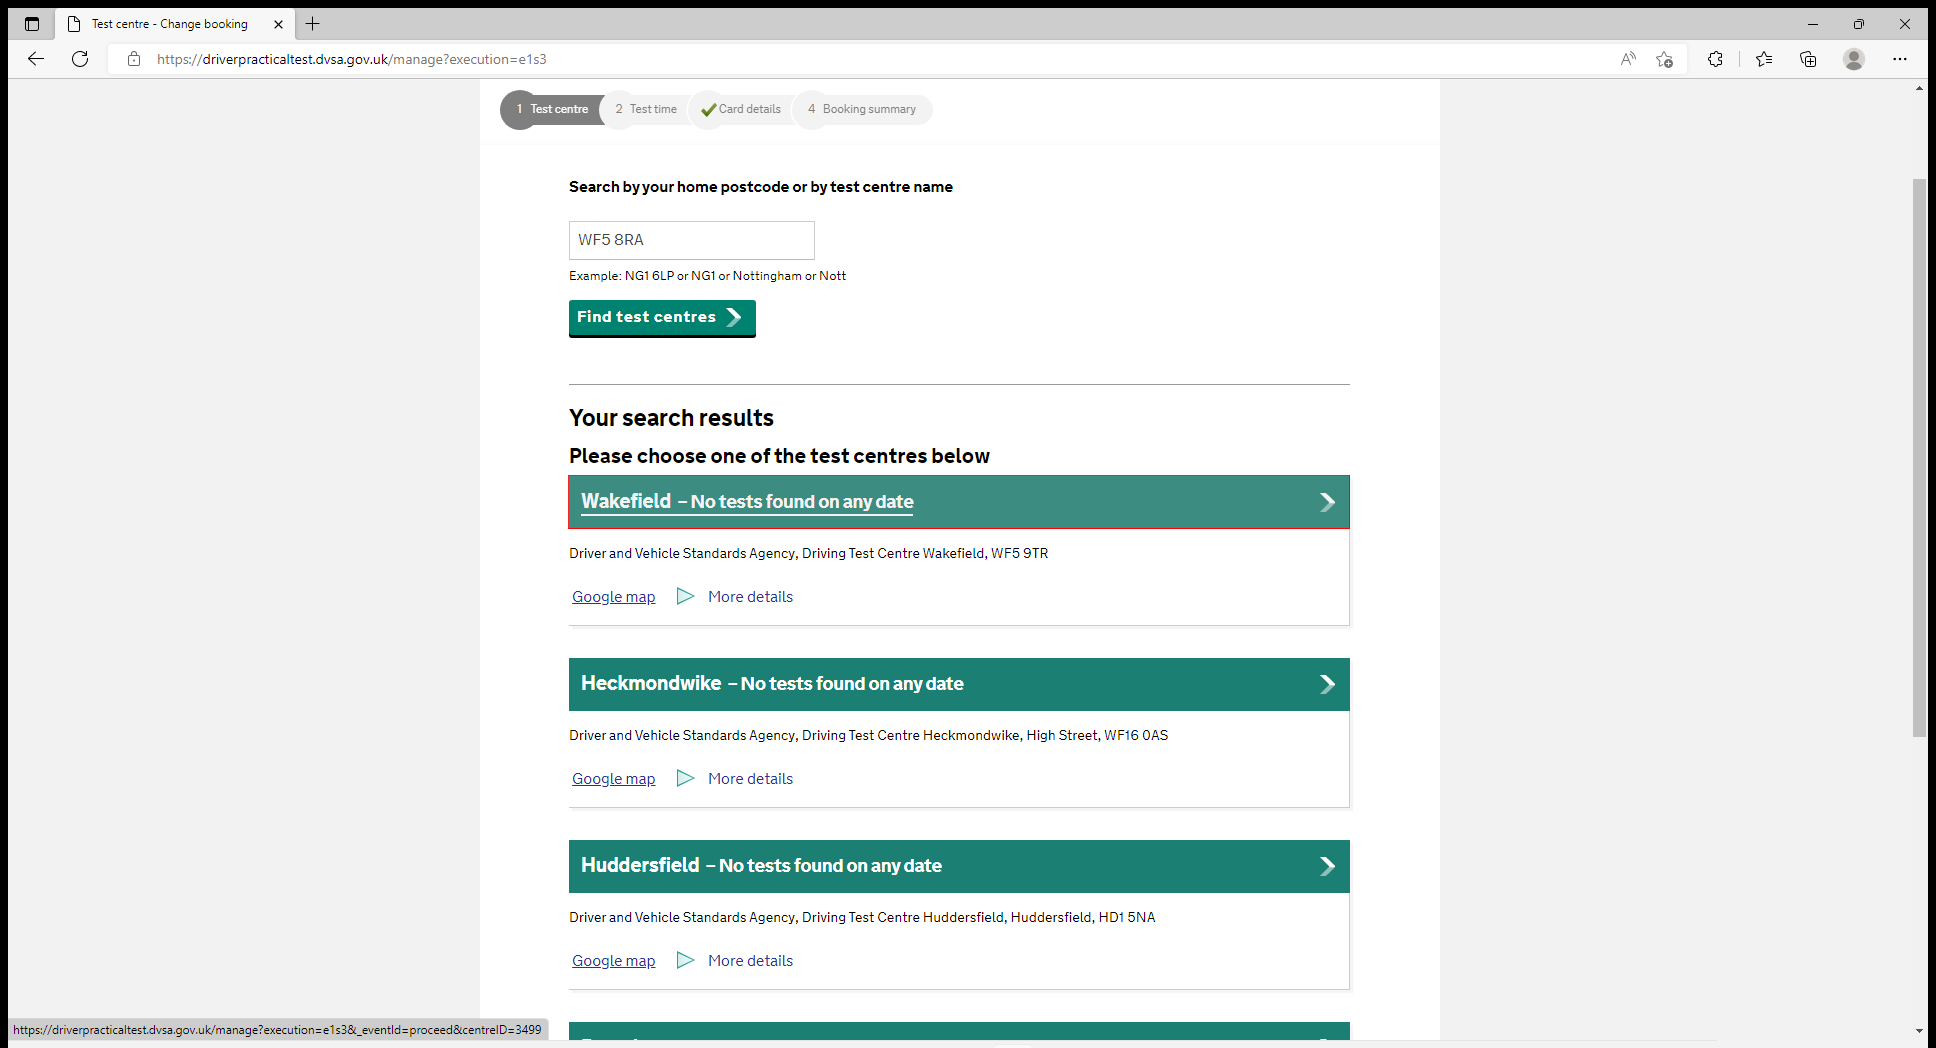 Test centre - Change booking
https://driverpracticaltest.dvsa.gov.uk/manage?execution=e1s3
1 Test centre 2 Test time Card details 4 Booking summary
Search by your home postcode or by test centre name
WF5 8RA
Example: NG1 6LP or NG1 or Nottingham or Nott
Find test centres
Your search results
Please choose one of the test centres below
Wakefield – No tests found on any date
Driver and Vehicle Standards Agency, Driving Test Centre Wakefield, WF5 9TR
Google map More details
Heckmondwike – No tests found on any date
Driver and Vehicle Standards Agency, Driving Test Centre Heckmondwike, High Street, WF16 0AS
Google map More details
Huddersfield – No tests found on any date
Driver and Vehicle Standards Agency, Driving Test Centre Huddersfield, Huddersfield, HD1 5NA
Google map More details
https://driverpracticaltest.dvsa.gov.uk/manage?execution=e1s3&_eventId=proceed&centreID=3499